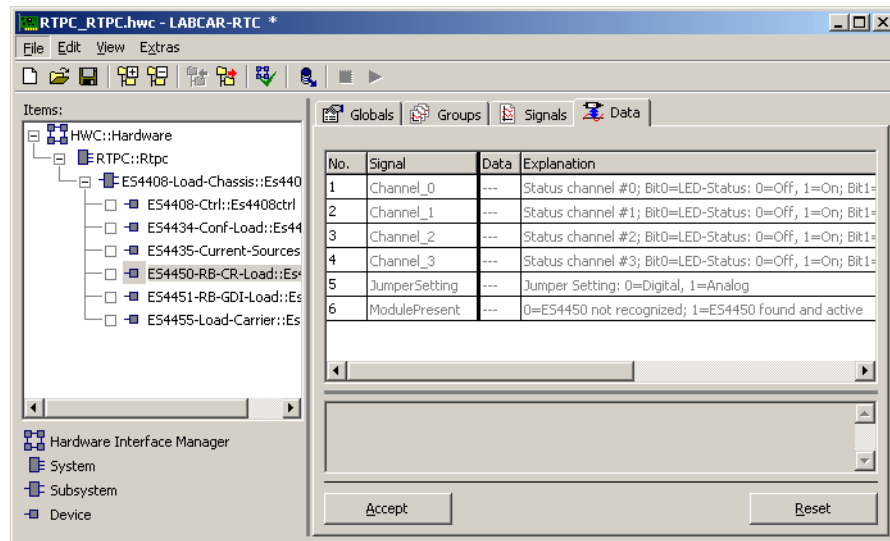 RTPC_RTPC.hwc - LABCAR-RTC *
File Edit View Extras
Items:
HWC::Hardware
RTPC::Rtpc
ES4408-Load-Chassis::Es440
ES4408-Ctrl::Es4408ctrl
ES4434-Conf-Load::Es44
ES4435-Current-Sources
ES4450-RB-CR-Load::Es
ES4451-RB-GDI-Load::Es
ES4455-Load-Carrier::Es
Hardware Interface Manager
System
Subsystem
Device
Globals Groups Signals Data
No. Signal Data Explanation
1 Channel_0 --- Status channel #0; Bit0=LED-Status: 0=Off, 1=On; Bit1=
2 Channel_1 --- Status channel #1; Bit0=LED-Status: 0=Off, 1=On; Bit1=
3 Channel_2 --- Status channel #2; Bit0=LED-Status: 0=Off, 1=On; Bit1=
4 Channel_3 --- Status channel #3; Bit0=LED-Status: 0=Off, 1=On; Bit1=
5 JumperSetting --- Jumper Setting: 0=Digital, 1=Analog
6 ModulePresent --- 0=ES4450 not recognized; 1=ES4450 found and active
Accept Reset